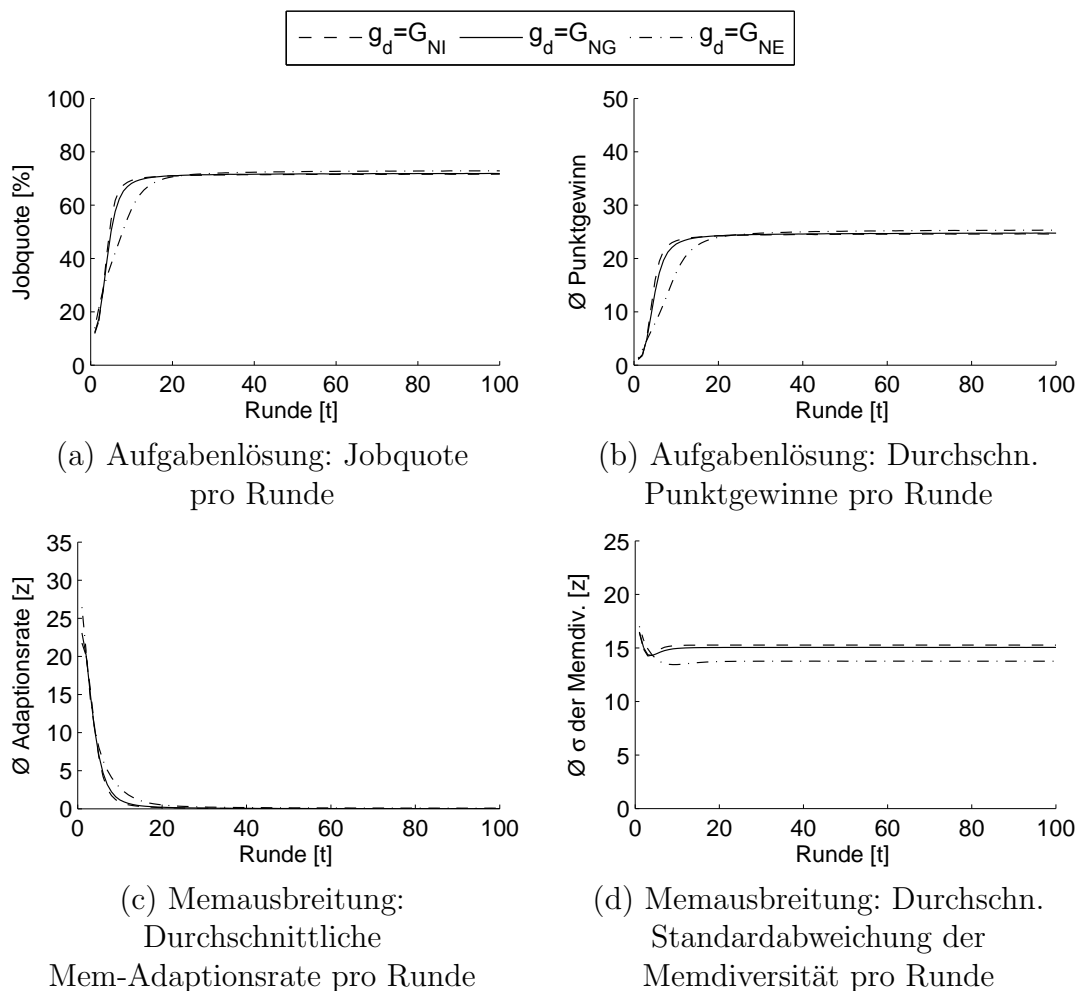 g_d=G_NI g_d=G_NG g_d=G_NE
100
80
60
40
20
0
Jobquote [%]
0 20 40 60 80 100
Runde [t]
(a) Aufgabenlösung: Jobquote
pro Runde
50
40
30
20
10
0
Ø Punktgewinn
0 20 40 60 80 100
Runde [t]
(b) Aufgabenlösung: Durchschn.
Punktgewinne pro Runde
35
30
25
20
15
10
5
0
Ø Adaptionsrate [z]
0 20 40 60 80 100
Runde [t]
(c) Memausbreitung:
Durchschnittliche
Mem-Adaptionsrate pro Runde
25
20
15
10
5
0
Ø σ der Memdiv. [z]
0 20 40 60 80 100
Runde [t]
(d) Memausbreitung: Durchschn.
Standardabweichung der
Memdiversität pro Runde